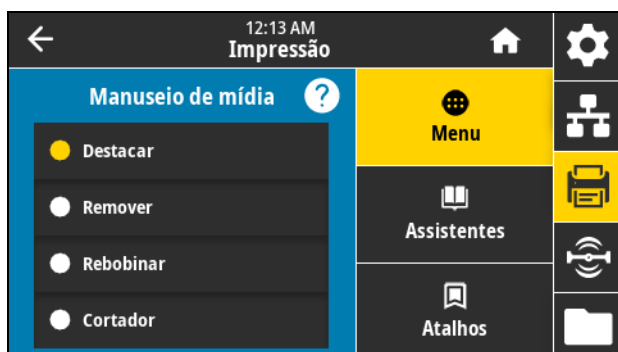 12:13 AM
Impressão
Manuseio de mídia ?
Destacar
Remover
Rebobinar
Cortador
Menu
Assistentes
Atalhos